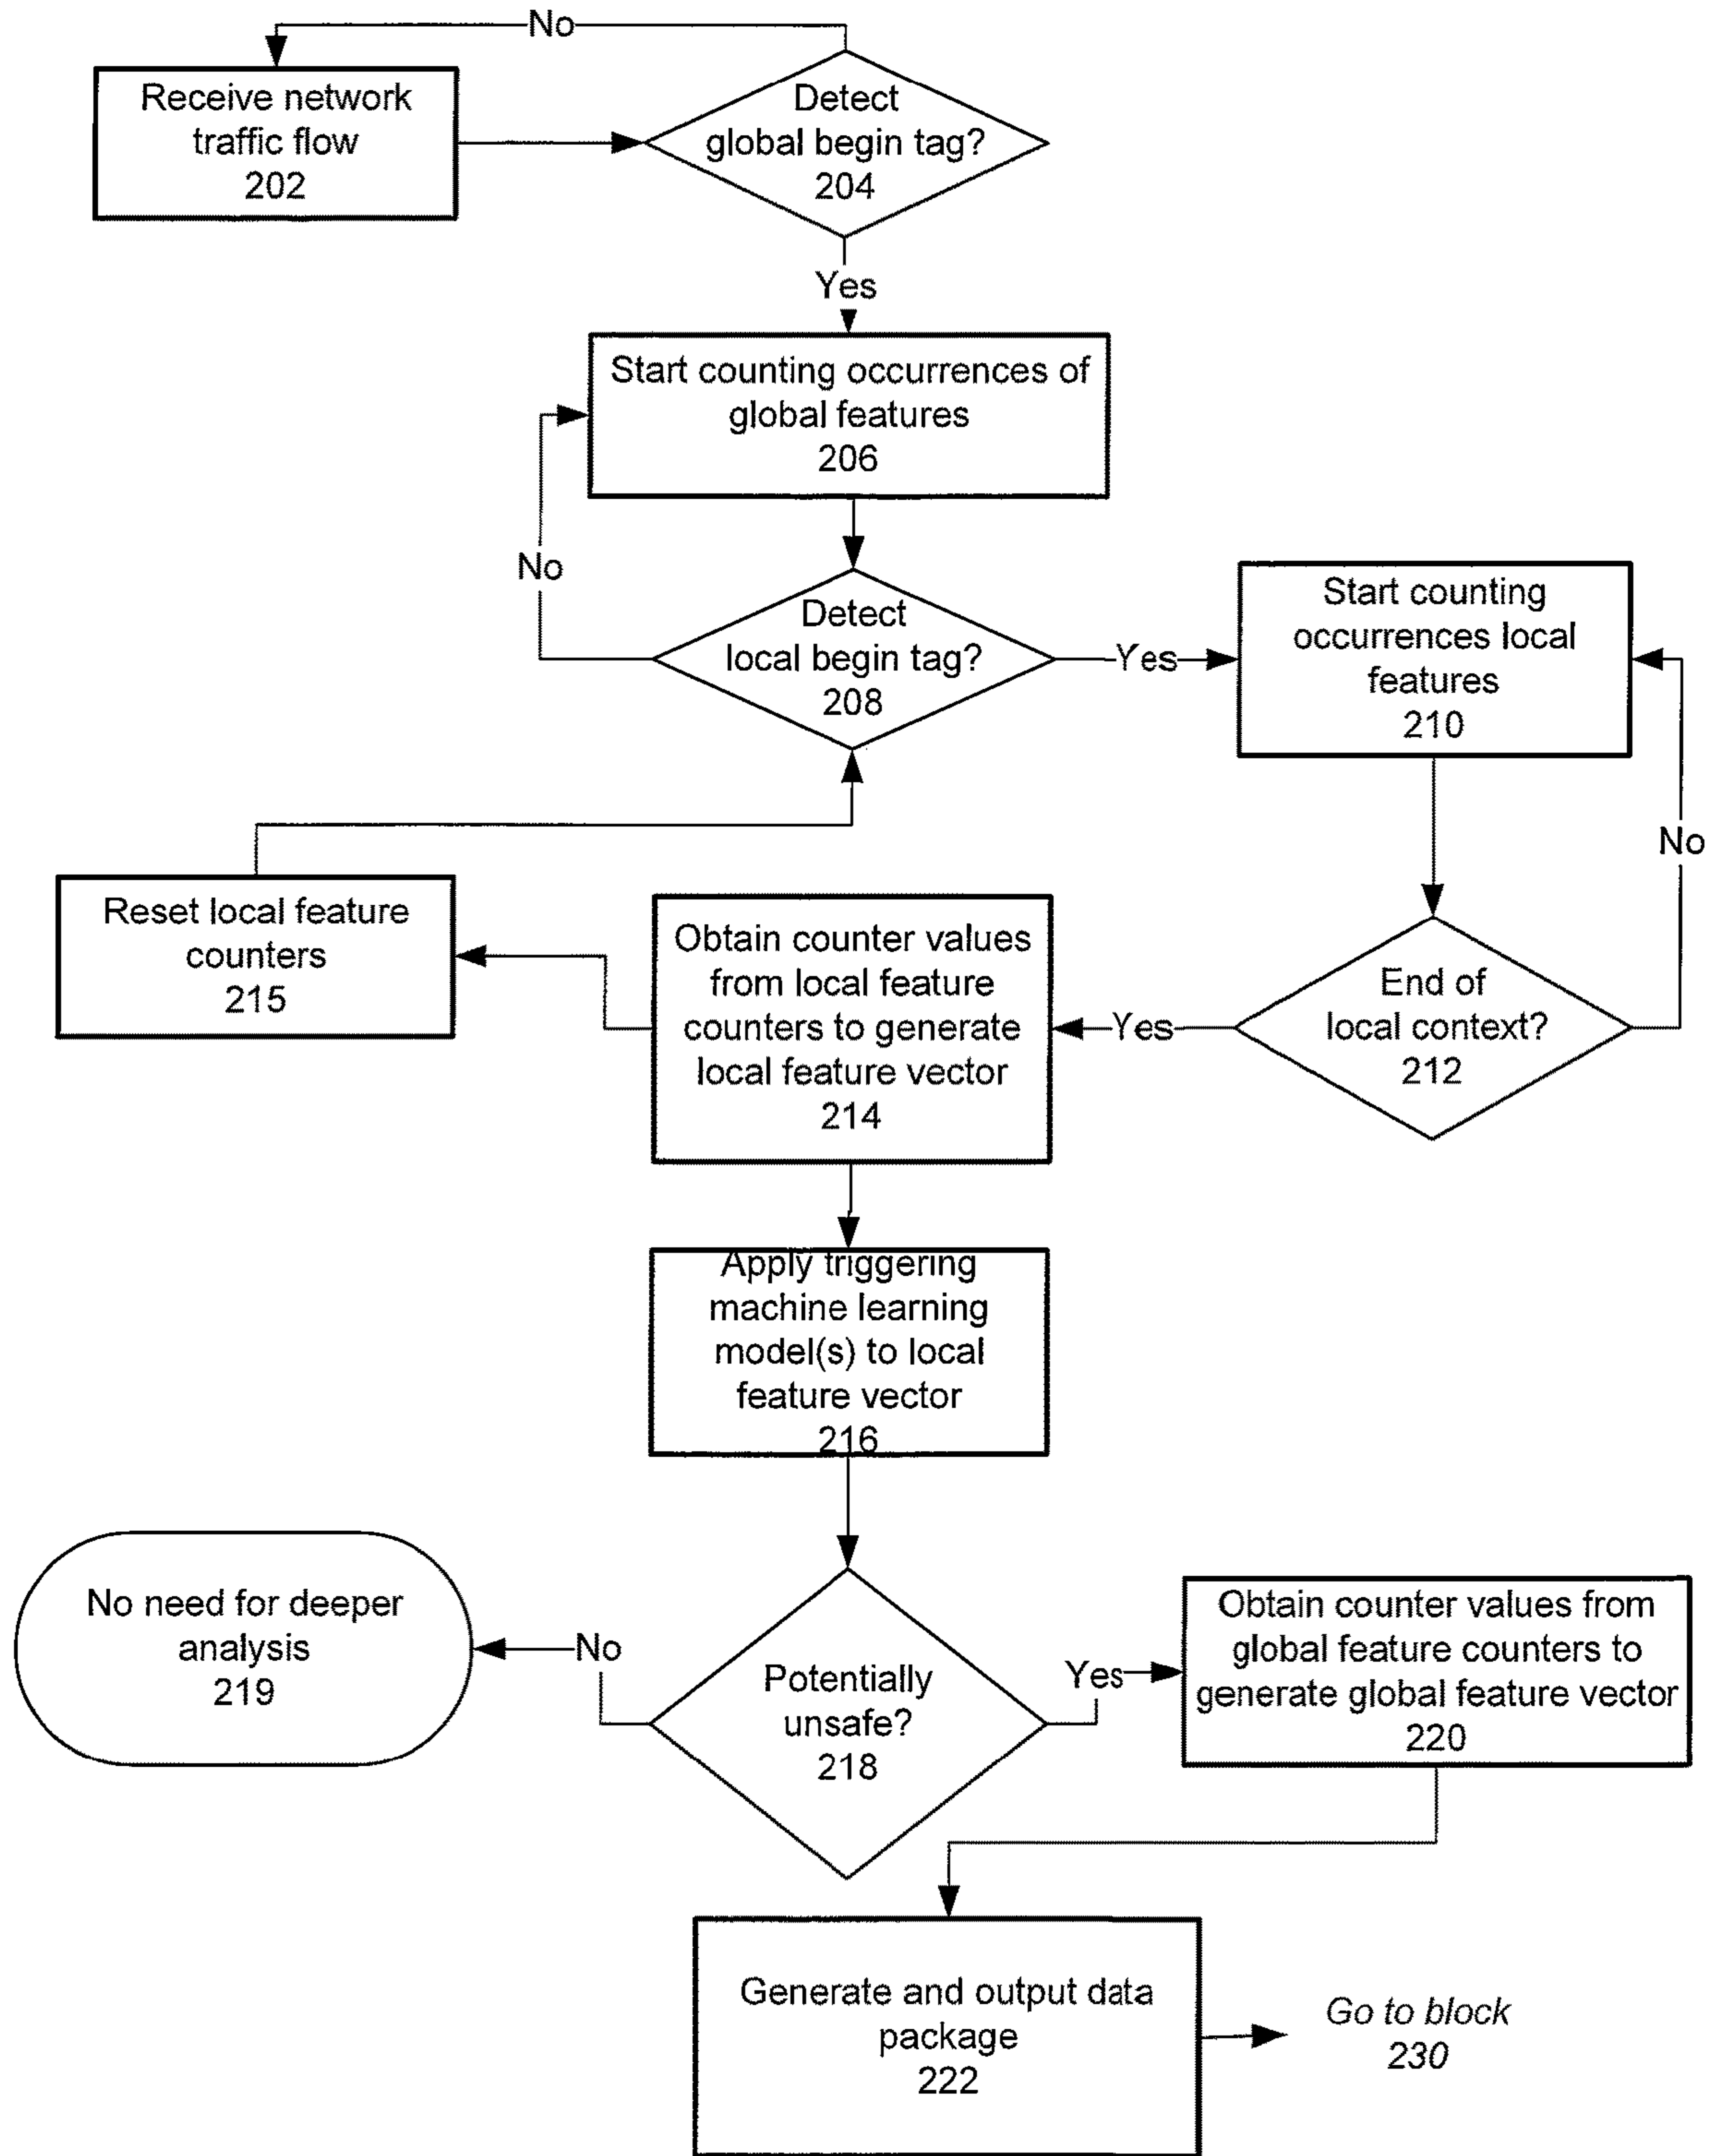 No
Receive network
traffic flow
202
Detect
global begin tag?
204
Yes
Start counting occurrences of
global features
206
No
Detect
local begin tag?
208
Yes
Start counting
occurrences local
features
210
No
Reset local feature
counters
215
Obtain counter values
from local feature
counters to generate
local feature vector
214
Yes
End of
local context?
212
Apply triggering
machine learning
model(s) to local
feature vector
216
No need for deeper
analysis
219
No
Potentially
unsafe?
218
Yes
Obtain counter values from
global feature counters to
generate global feature vector
220
Generate and output data
package
222
Go to block
230